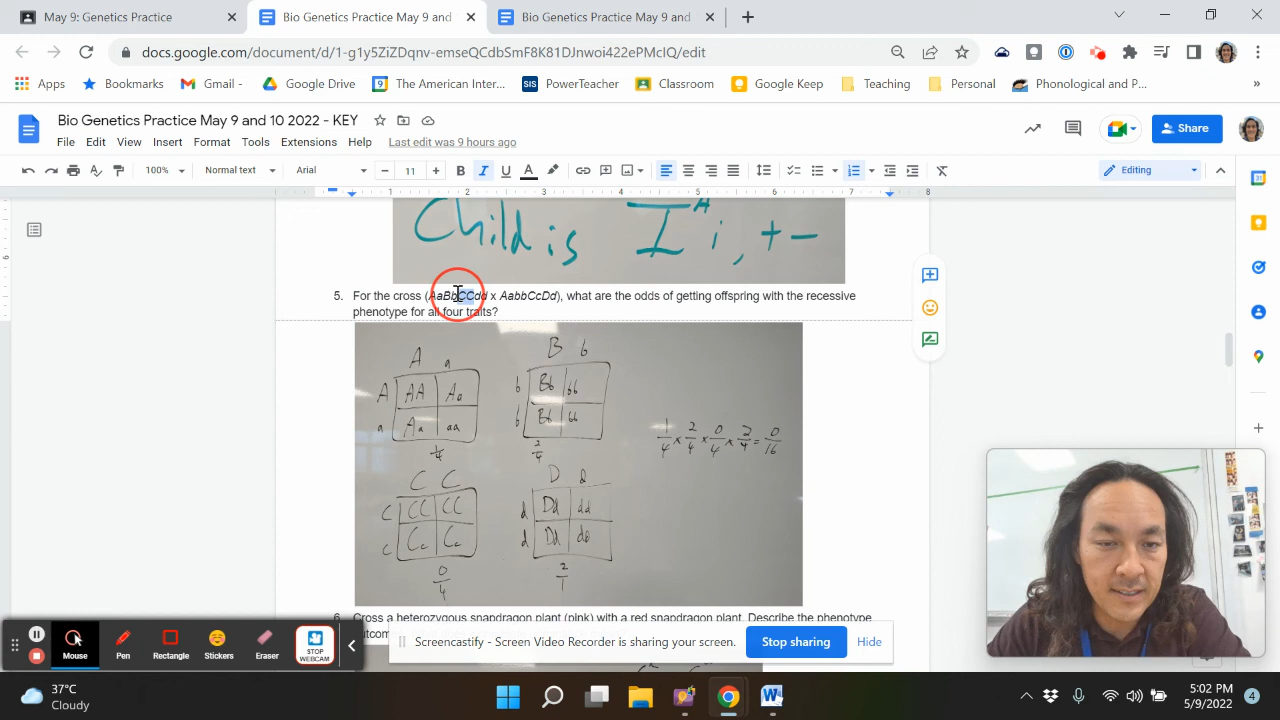 May 9: Genetics Practice
Bio Genetics Practice May 9 and
Bio Genetics Practice May 9 and
docs.google.com/document/d/1-g1y5ZiZDqnv-emseQCdbSmF8K81DJnwoi422ePMcIQ/edit
Apps Bookmarks Gmail - Google Drive The American Inter... PowerTeacher Classroom Google Keep Teaching Personal Phonological and P...
Bio Genetics Practice May 9 and 10 2022 - KEY
File Edit View Insert Format Tools Extensions Help Last edit was 9 hours ago
Share
100% Normal text Arial 11 Editing
1 2 3 4 5 6 7 8
Child is I^A i, + -
5. For the cross (AaBbCCdd x AabbCcDd), what are the odds of getting offspring with the recessive
phenotype for all four traits?
A a
A AA Aa
a Aa aa
1/4
B b
b Bb bb
b Bb bb
2/4
1/4 x 2/4 x 0/4 x 2/4 = 0/16
C C
C CC CC
c Cc Cc
0/4
D d
d Dd dd
d Dd dd
6. Cross a heterozygous snapdragon plant (pink) with a red snapdragon plant. Describe the phenotype
Screencastify - Screen Video Recorder is sharing your screen. Stop sharing Hide
Mouse Pen Rectangle Stickers Eraser STOP WEBCAM
37°C
Cloudy
5:02 PM
5/9/2022
4